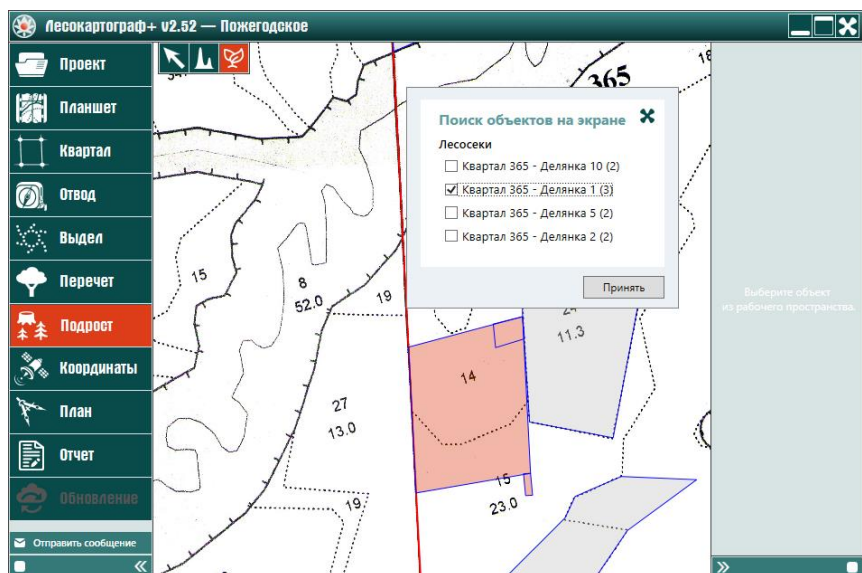 Лесокартограф+ v2.52 — Пожегодское
Проект
Планшет
Квартал
Отвод
Выдел
Перечет
Подрост
Координаты
План
Отчет
Обновление
Отправить сообщение
365
Поиск объектов на экране
Лесосеки
Квартал 365 - Делянка 10 (2)
Квартал 365 - Делянка 1 (3)
Квартал 365 - Делянка 5 (2)
Квартал 365 - Делянка 2 (2)
Принять
15
8
52.0
19
11.3
14
27
13.0
15
23.0
19
Выберите объект
из рабочего пространства.